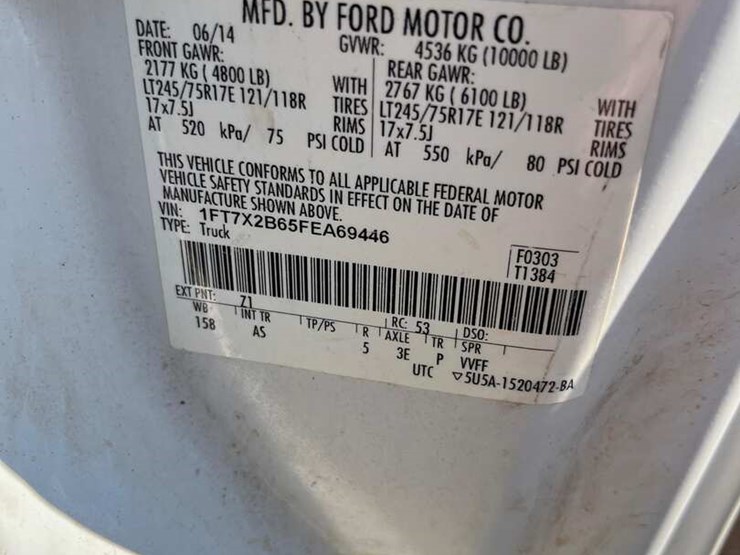 MFD. BY FORD MOTOR CO.
DATE: 06/14 GVWR: 4536 KG (10000 LB)
FRONT GAWR: REAR GAWR:
2177 KG ( 4800 LB) WITH 2767 KG ( 6100 LB) WITH
LT245/75R17E 121/118R TIRES LT245/75R17E 121/118R TIRES
17x7.5J RIMS 17x7.5J RIMS
AT 520 kPa/ 75 PSI COLD AT 550 kPa/ 80 PSI COLD
THIS VEHICLE CONFORMS TO ALL APPLICABLE FEDERAL MOTOR
VEHICLE SAFETY STANDARDS IN EFFECT ON THE DATE OF
MANUFACTURE SHOWN ABOVE.
VIN: 1FT7X2B65FEA69446
TYPE: Truck
F0303
T1384
EXT PNT: Z1 RC: 53 DSO:
WB INT TR TP/PS R AXLE TR SPR
158 AS 5 3E P VVFF
UTC ▽5U5A-1520472-BA